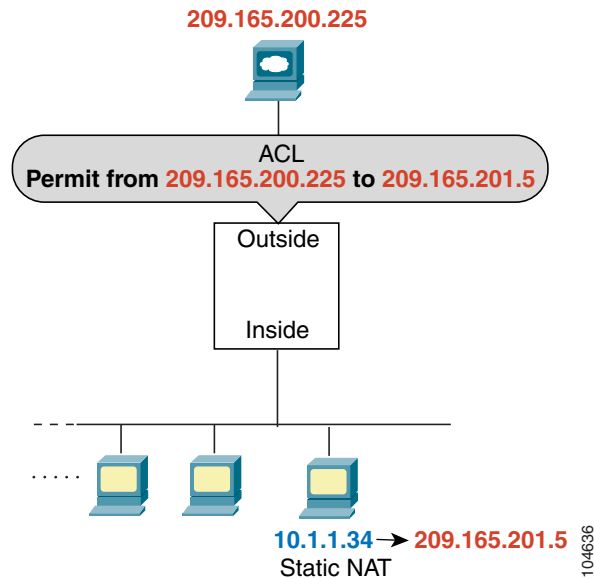 209.165.200.225
ACL
Permit from 209.165.200.225 to 209.165.201.5
Outside
Inside
10.1.1.34 209.165.201.5
Static NAT
104636